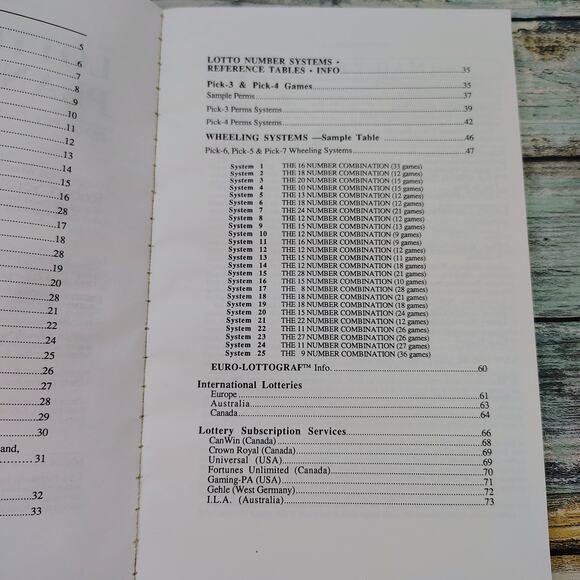 5
6
7
8
9
10
11
12
13
14
15
16
28
17
18
28
19
20
28
21
22
24
25
26
27
28
29
30
and,
31
32
33
LOTTO NUMBER SYSTEMS •
REFERENCE TABLES • INFO 35
Pick-3 & Pick-4 Games 35
Sample Perms 37
Pick-3 Perms Systems 39
Pick-4 Perms Systems 42
WHEELING SYSTEMS —Sample Table 46
Pick-6, Pick-5 & Pick-7 Wheeling Systems 47
System 1 THE 16 NUMBER COMBINATION (33 games)
System 2 THE 18 NUMBER COMBINATION (12 games)
System 3 THE 20 NUMBER COMBINATION (15 games)
System 4 THE 10 NUMBER COMBINATION (15 games)
System 5 THE 13 NUMBER COMBINATION (12 games)
System 6 THE 18 NUMBER COMBINATION (12 games)
System 7 THE 24 NUMBER COMBINATION (21 games)
System 8 THE 12 NUMBER COMBINATION (12 games)
System 9 THE 15 NUMBER COMBINATION (13 games)
System 10 THE 12 NUMBER COMBINATION (9 games)
System 11 THE 16 NUMBER COMBINATION (9 games)
System 12 THE 12 NUMBER COMBINATION (12 games)
System 13 THE 15 NUMBER COMBINATION (11 games)
System 14 THE 12 NUMBER COMBINATION (18 games)
System 15 THE 28 NUMBER COMBINATION (21 games)
System 16 THE 15 NUMBER COMBINATION (10 games)
System 17 THE 8 NUMBER COMBINATION (28 games)
System 18 THE 18 NUMBER COMBINATION (21 games)
System 19 THE 18 NUMBER COMBINATION (18 games)
System 20 THE 15 NUMBER COMBINATION (24 games)
System 21 THE 22 NUMBER COMBINATION (12 games)
System 22 THE 11 NUMBER COMBINATION (26 games)
System 23 THE 27 NUMBER COMBINATION (26 games)
System 24 THE 11 NUMBER COMBINATION (27 games)
System 25 THE 9 NUMBER COMBINATION (36 games)
EURO-LOTTOGRAF™ Info. 60
International Lotteries
Europe 61
Australia 63
Canada 64
Lottery Subscription Services 66
CanWin (Canada) 68
Crown Royal (Canada) 69
Universal (USA) 69
Fortunes Unlimited (Canada) 70
Gaming-PA (USA) 71
Gehle (West Germany) 72
I.L.A. (Australia) 73